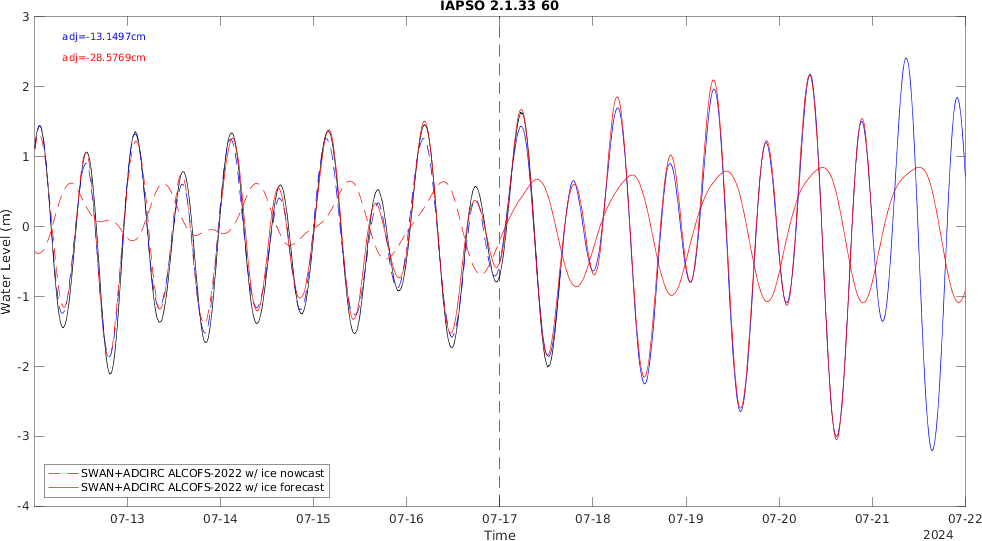 IAPSO 2.1.33 60
adj=-13.1497cm
adj=-28.5769cm
3
2
1
0
-1
-2
-3
-4
Water Level (m)
SWAN+ADCIRC ALCOFS-2022 w/ ice nowcast
SWAN+ADCIRC ALCOFS-2022 w/ ice forecast
07-13
07-14
07-15
07-16
07-17
07-18
07-19
07-20
07-21
07-22
Time
2024